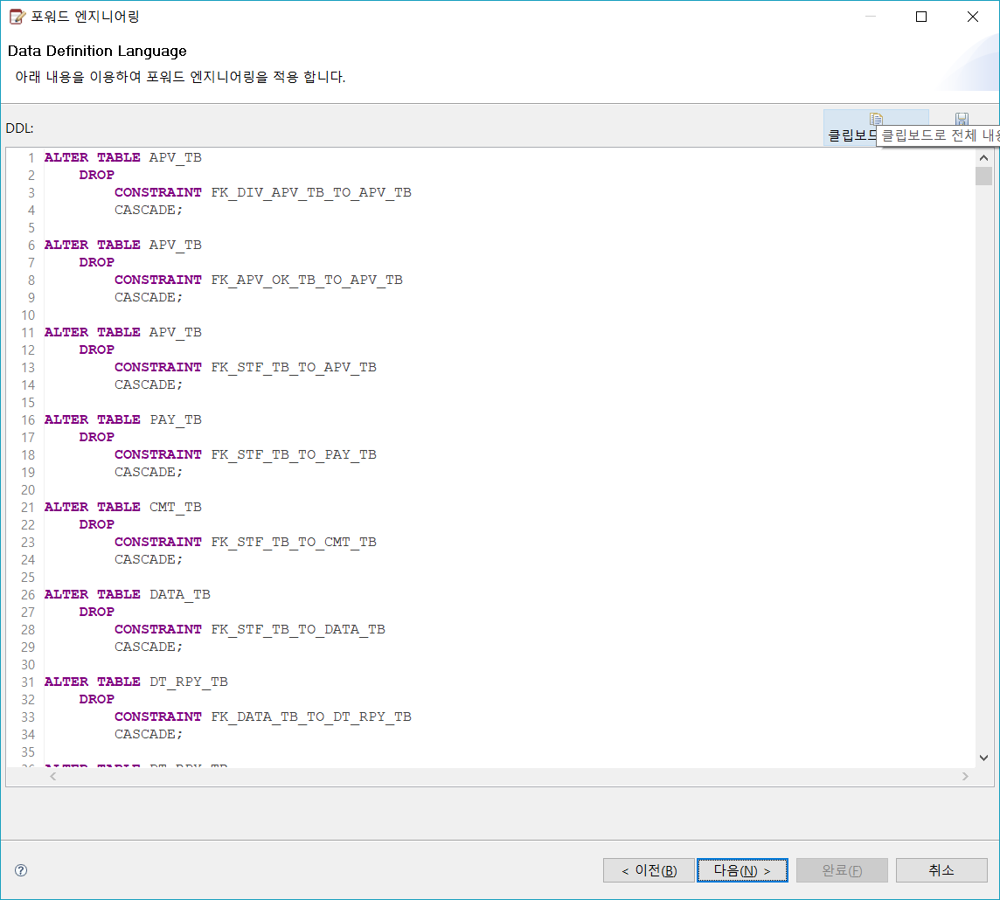 포워드 엔지니어링
Data Definition Language
아래 내용을 이용하여 포워드 엔지니어링을 적용 합니다.
DDL:
클립보드
클립보드로 전체 내용
1 ALTER TABLE APV_TB
2 DROP
3 CONSTRAINT FK_DIV_APV_TB_TO_APV_TB
4 CASCADE;
5
6 ALTER TABLE APV_TB
7 DROP
8 CONSTRAINT FK_APV_OK_TB_TO_APV_TB
9 CASCADE;
10
11 ALTER TABLE APV_TB
12 DROP
13 CONSTRAINT FK_STF_TB_TO_APV_TB
14 CASCADE;
15
16 ALTER TABLE PAY_TB
17 DROP
18 CONSTRAINT FK_STF_TB_TO_PAY_TB
19 CASCADE;
20
21 ALTER TABLE CMT_TB
22 DROP
23 CONSTRAINT FK_STF_TB_TO_CMT_TB
24 CASCADE;
25
26 ALTER TABLE DATA_TB
27 DROP
28 CONSTRAINT FK_STF_TB_TO_DATA_TB
29 CASCADE;
30
31 ALTER TABLE DT_RPY_TB
32 DROP
33 CONSTRAINT FK_DATA_TB_TO_DT_RPY_TB
34 CASCADE;
35
36 ALTER TABLE DT_RPY_TB
< 이전(B)
다음(N) >
완료(F)
취소